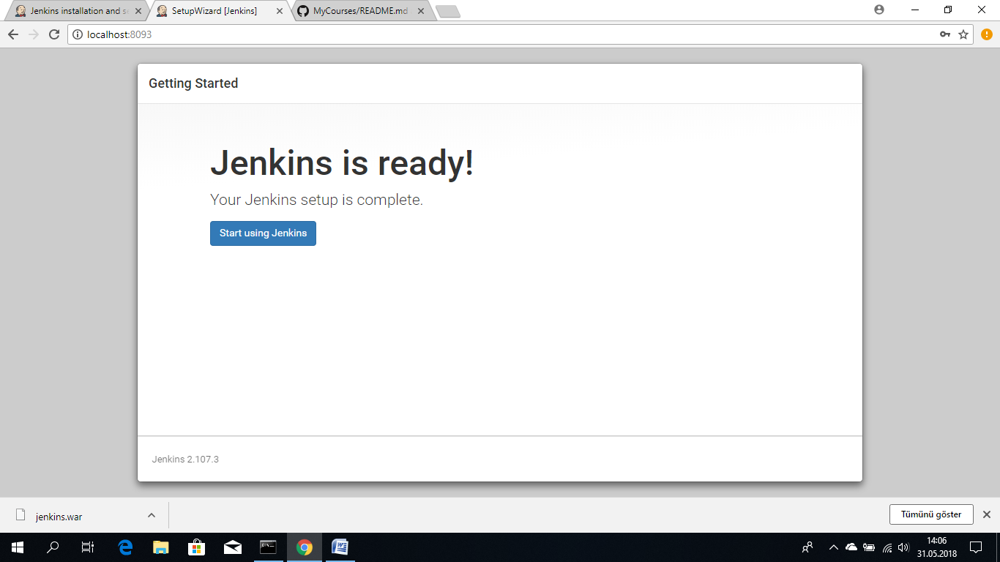 Jenkins installation and se
SetupWizard [Jenkins]
MyCourses/README.md
localhost:8093
Getting Started
Jenkins is ready!
Your Jenkins setup is complete.
Start using Jenkins
Jenkins 2.107.3
jenkins.war
Tümünü göster
14:06
31.05.2018